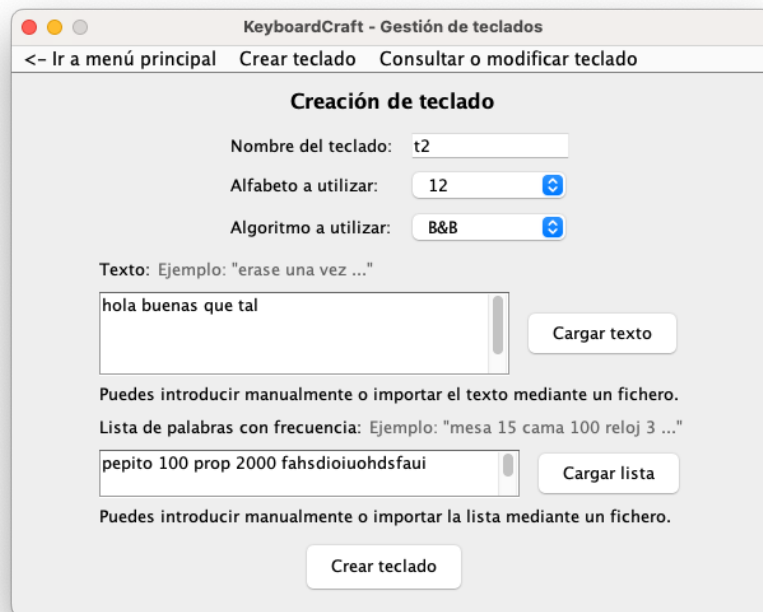 KeyboardCraft - Gestión de teclados
<- Ir a menú principal Crear teclado Consultar o modificar teclado
Creación de teclado
Nombre del teclado: t2
Alfabeto a utilizar: 12
Algoritmo a utilizar: B&B
Texto: Ejemplo: "erase una vez ..."
hola buenas que tal
Cargar texto
Puedes introducir manualmente o importar el texto mediante un fichero.
Lista de palabras con frecuencia: Ejemplo: "mesa 15 cama 100 reloj 3 ..."
pepito 100 prop 2000 fahsdioiuohdsfaui
Cargar lista
Puedes introducir manualmente o importar la lista mediante un fichero.
Crear teclado